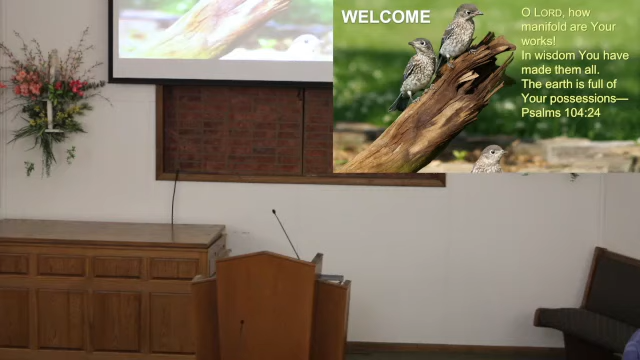 WELCOME
O LORD, how
manifold are Your
works!
In wisdom You have
made them all.
The earth is full of
Your possessions—
Psalms 104:24